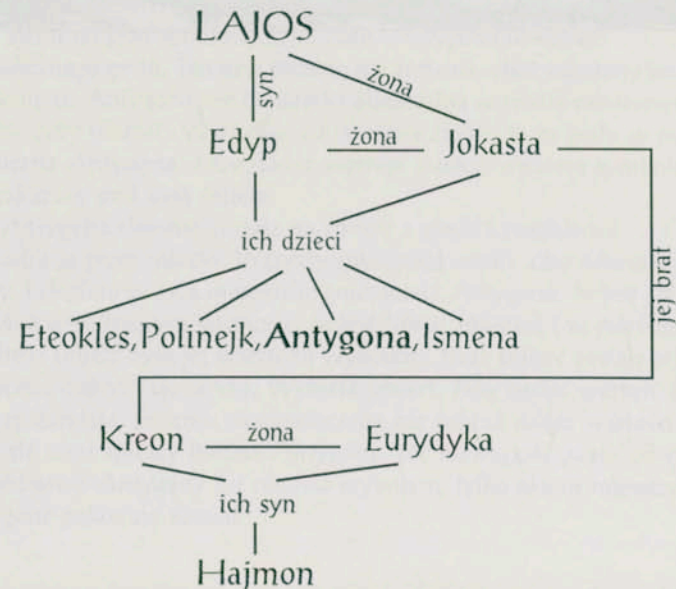 LAJOS
syn
żona
Edyp żona Jokasta
ich dzieci
jej brat
Eteokles, Polinejk, Antygona, Ismena
Kreon żona Eurydyka
ich syn
Hajmon